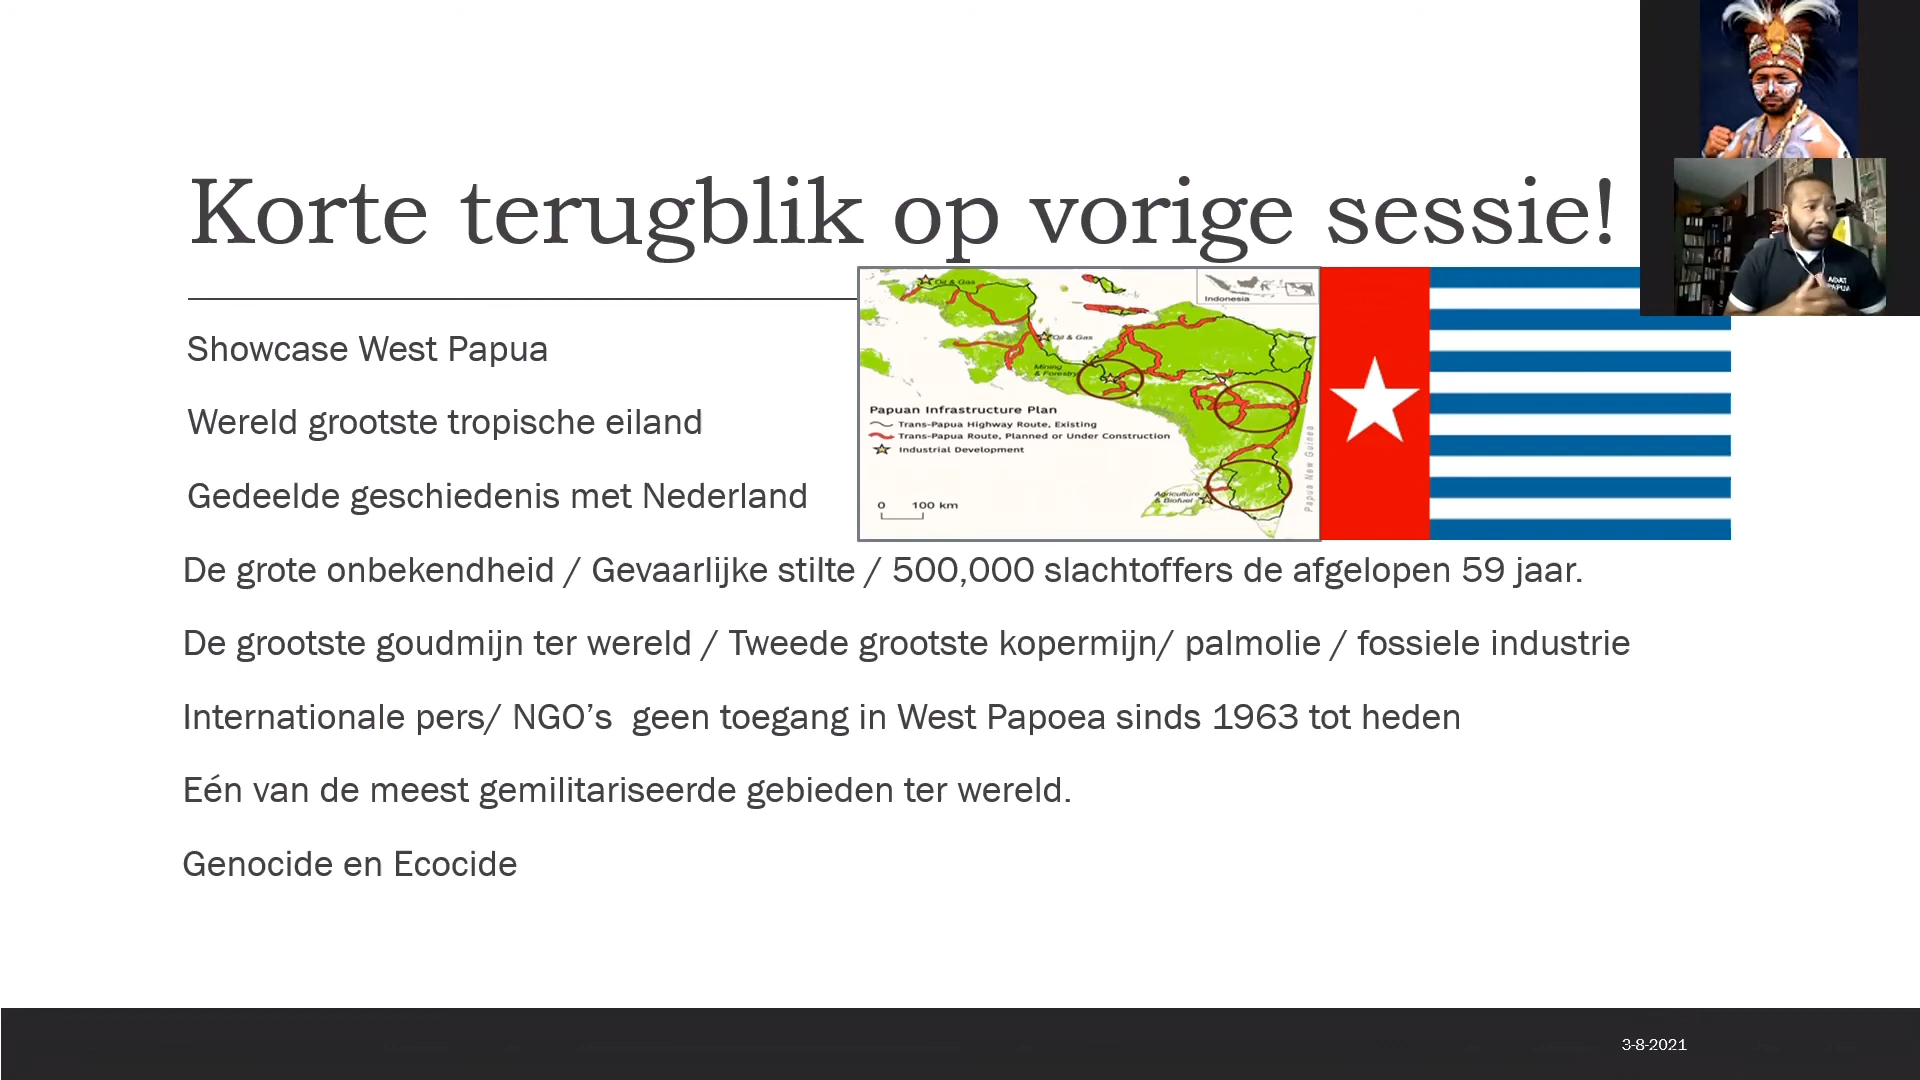 Korte terugblik op vorige sessie!
Showcase West Papua
Wereld grootste tropische eiland
Gedeelde geschiedenis met Nederland
De grote onbekendheid / Gevaarlijke stilte / 500,000 slachtoffers de afgelopen 59 jaar.
De grootste goudmijn ter wereld / Tweede grootste kopermijn/ palmolie / fossiele industrie
Internationale pers/ NGO’s geen toegang in West Papoea sinds 1963 tot heden
Eén van de meest gemilitariseerde gebieden ter wereld.
Genocide en Ecocide
Oil & Gas
Indonesia
Oil & Gas
Mining
& Forestry
Papuan Infrastructure Plan
Trans-Papua Highway Route, Existing
Trans-Papua Route, Planned or Under Construction
Industrial Development
Papua New Guinea
Agriculture
& Biofuel
0 100 km
ADAT
PAPUA
3-8-2021